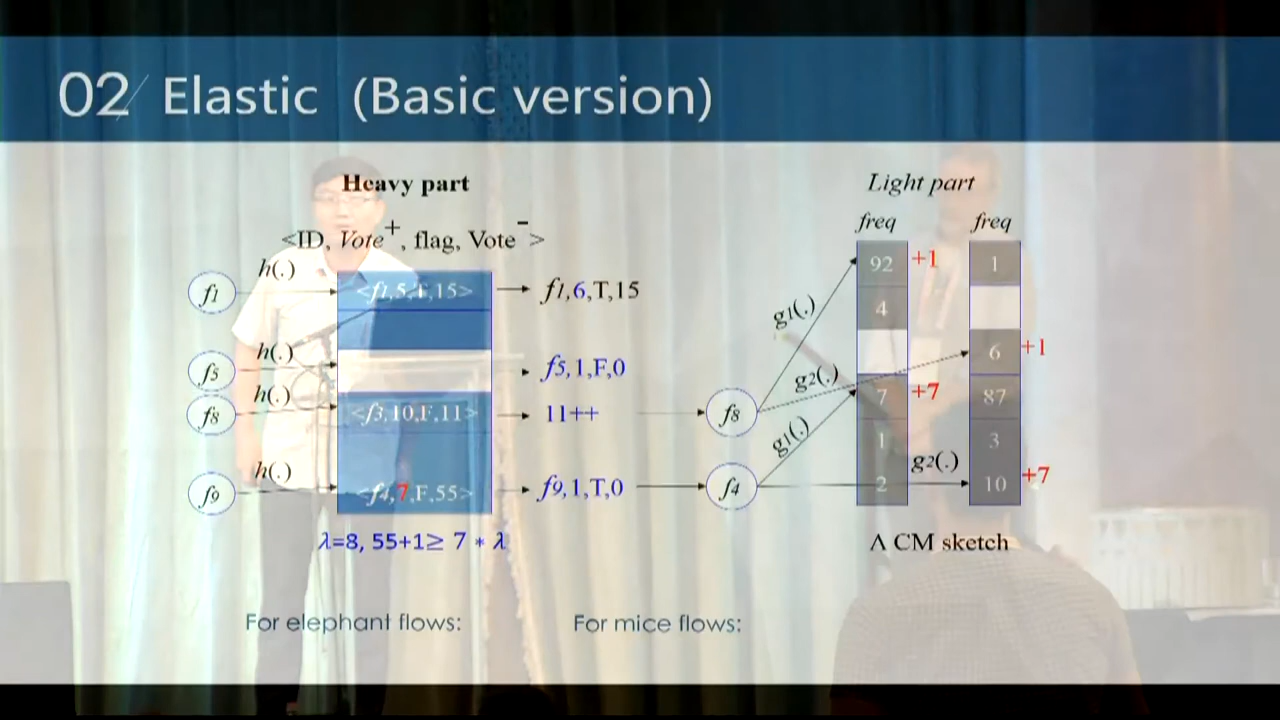 02 Elastic (Basic version)
Heavy part
<ID, Vote+, flag, Vote->
f1 h(.) <f1,5,T,15> f1,6,T,15
f5 h(.) f5,1,F,0
f8 h(.) <f3,10,F,11> 11++
f9 h(.) <f4,7,F,55> f9,1,T,0
λ=8, 55+1≥ 7 * λ
For elephant flows:
For mice flows:
Light part
freq freq
92 +1 1
4
6 +1
7 +7 87
1 3
2 10 +7
g1(.)
g2(.)
f8
g1(.)
g2(.)
f4
A CM sketch